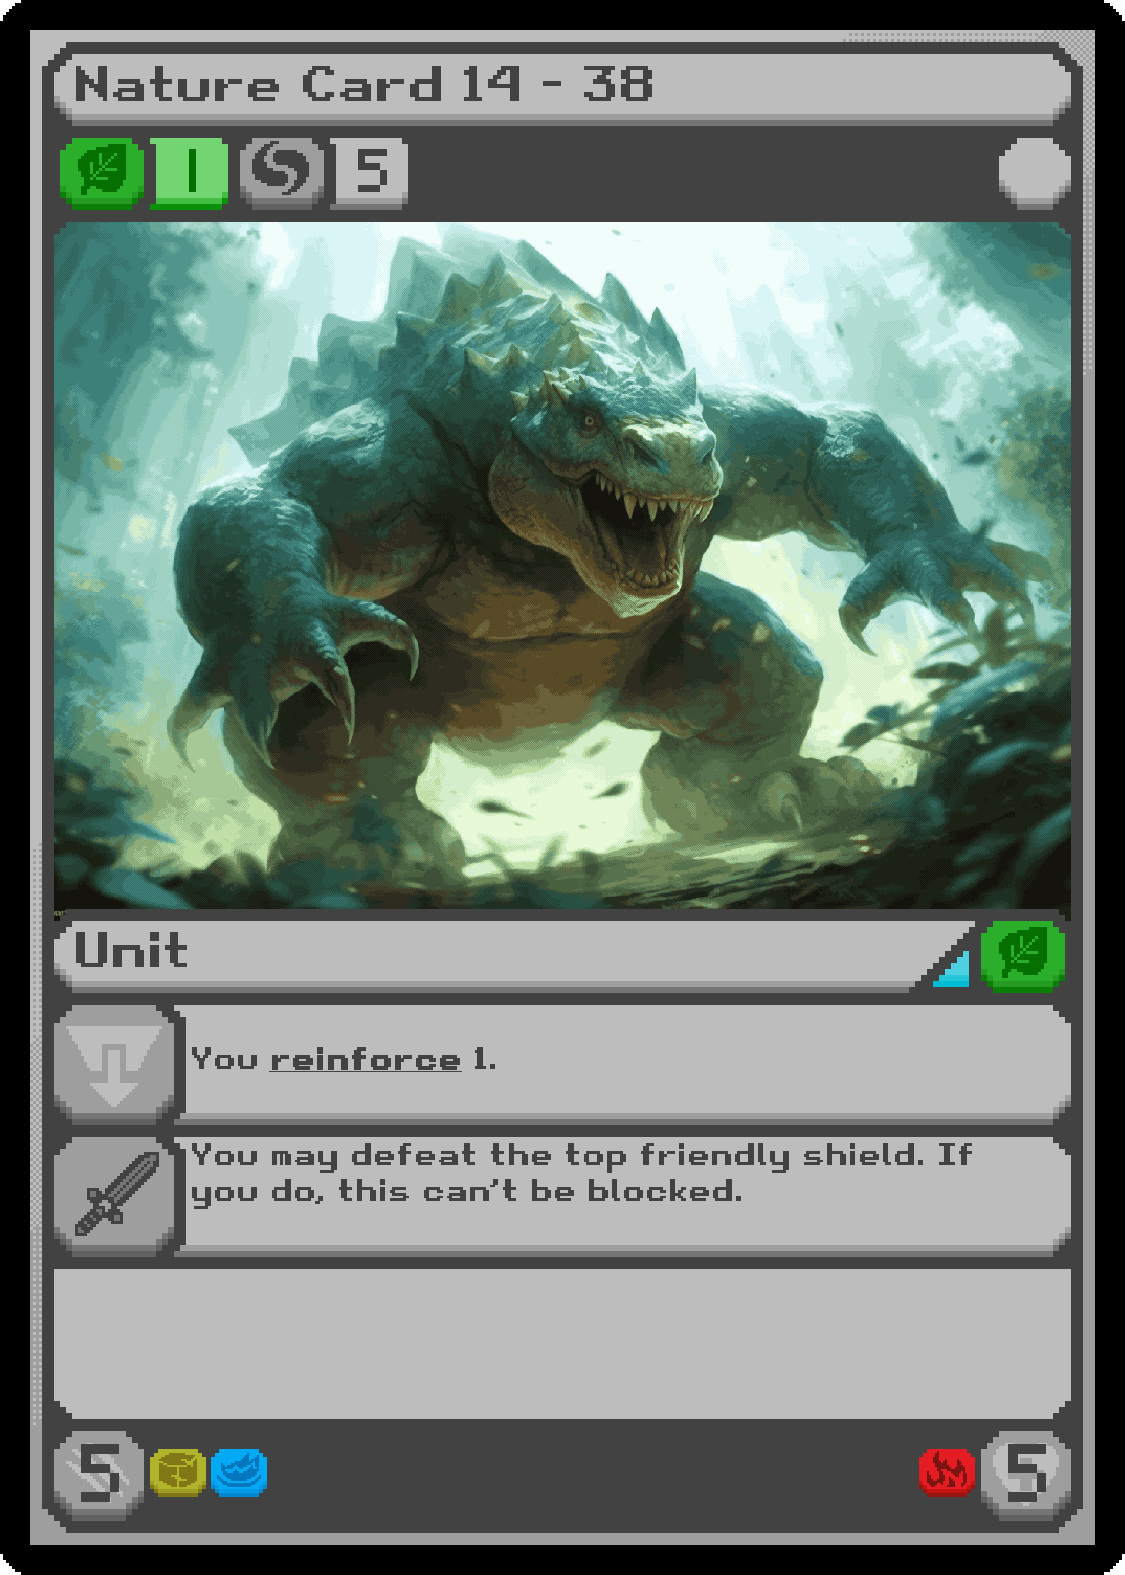 Nature Card 14 - 38
1 5
Unit
You reinforce 1.
You may defeat the top friendly shield. If
you do, this can't be blocked.
5 5